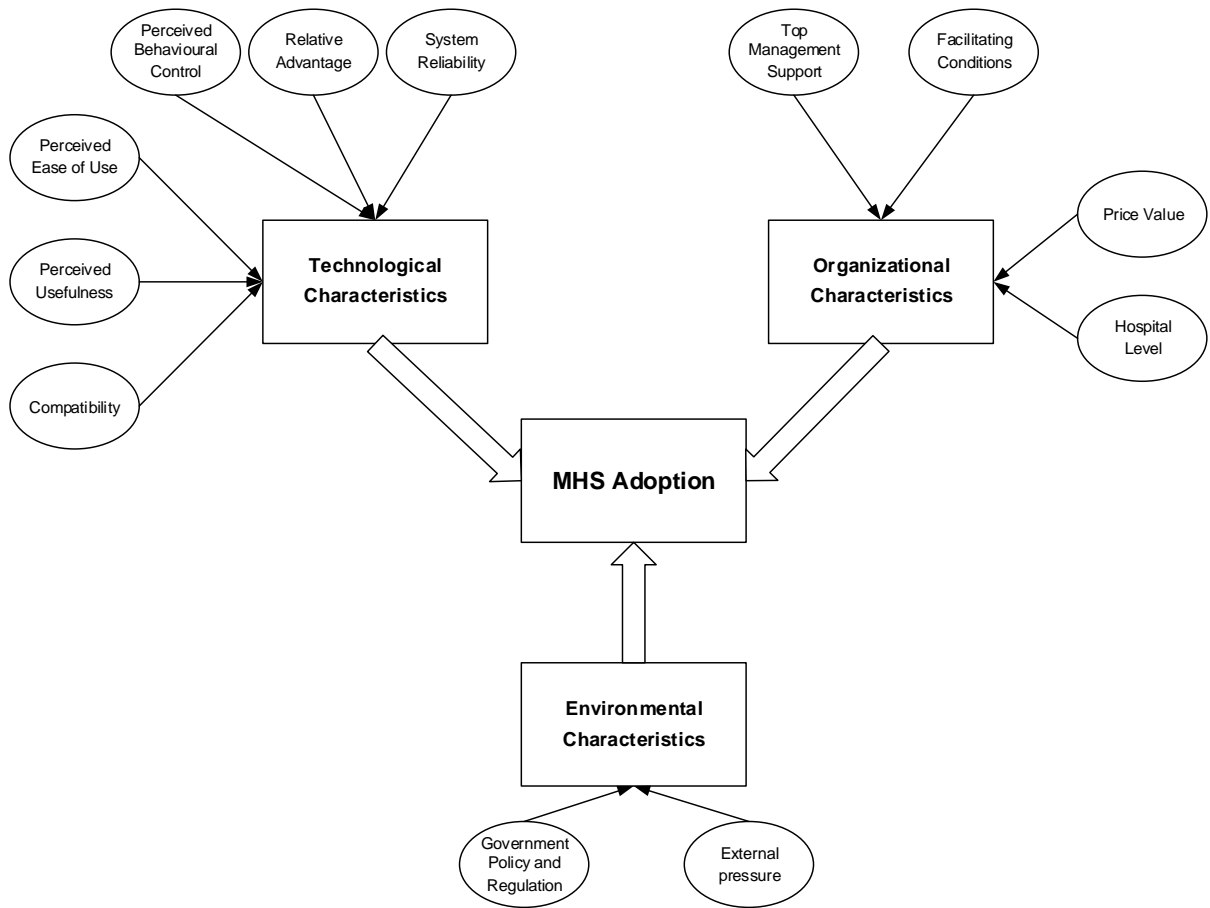 Perceived
Behavioural
Control
Relative
Advantage
System
Reliability
Top
Management
Support
Facilitating
Conditions
Perceived
Ease of Use
Price Value
Technological
Characteristics
Organizational
Characteristics
Perceived
Usefulness
Hospital
Level
Compatibility
MHS Adoption
Environmental
Characteristics
Government
Policy and
Regulation
External
pressure